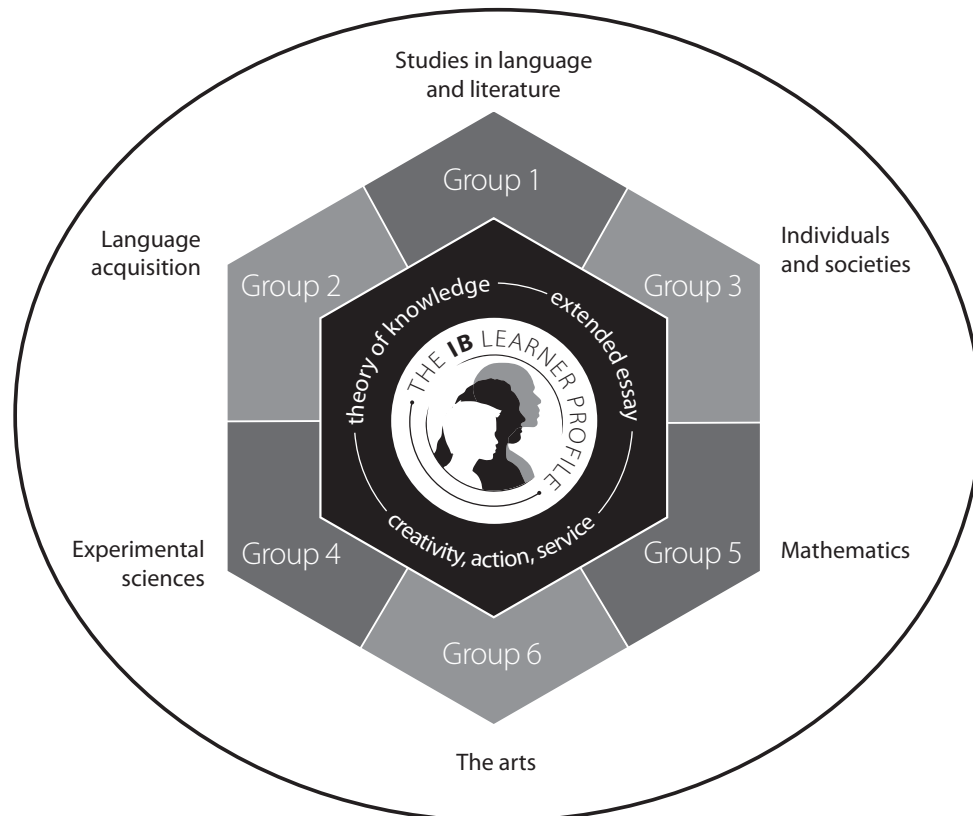 Studies in language
and literature
Group 1
Language
acquisition
Individuals
and societies
Group 2
Group 3
theory of knowledge
extended essay
THE IB LEARNER PROFILE
creativity, action, service
Experimental
sciences
Group 4
Group 5
Mathematics
Group 6
The arts